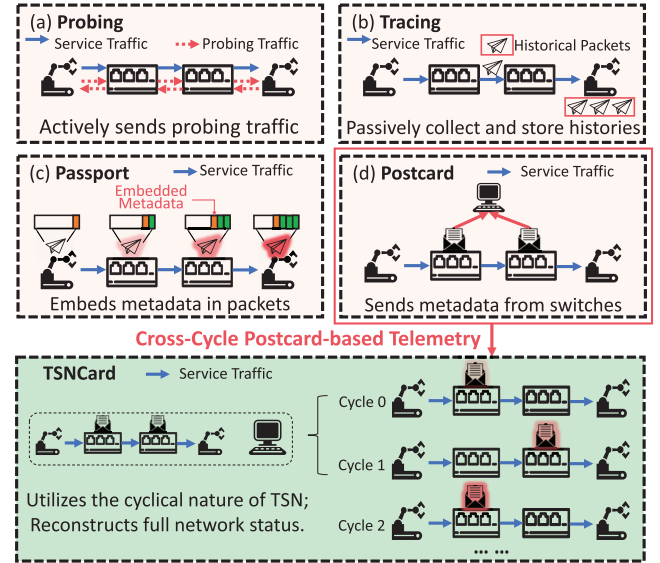 (a) Probing
Service Traffic
Probing Traffic
Actively sends probing traffic
(b) Tracing
Service Traffic
Historical Packets
Passively collect and store histories
(c) Passport
Service Traffic
Embedded
Metadata
Embeds metadata in packets
(d) Postcard
Service Traffic
Sends metadata from switches
Cross-Cycle Postcard-based Telemetry
TSNCard
Service Traffic
Cycle 0
Cycle 1
Utilizes the cyclical nature of TSN;
Reconstructs full network status.
Cycle 2
... ...